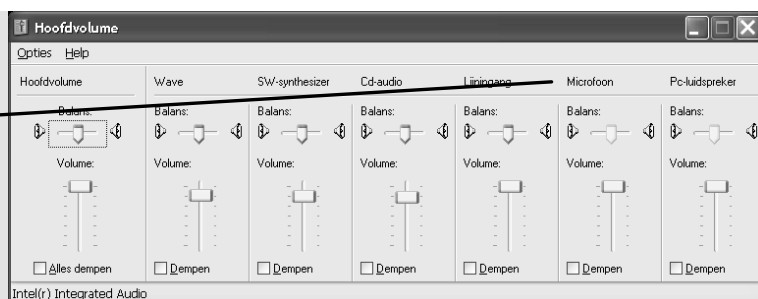 Hoofdvolume
Opties Help
Hoofdvolume Wave SW-synthesizer Cd-audio Lijningang Microfoon Pc-luidspreker
Balans: Balans: Balans: Balans: Balans: Balans: Balans:
Volume: Volume: Volume: Volume: Volume: Volume: Volume:
Alles dempen Dempen Dempen Dempen Dempen Dempen Dempen
Intel(r) Integrated Audio